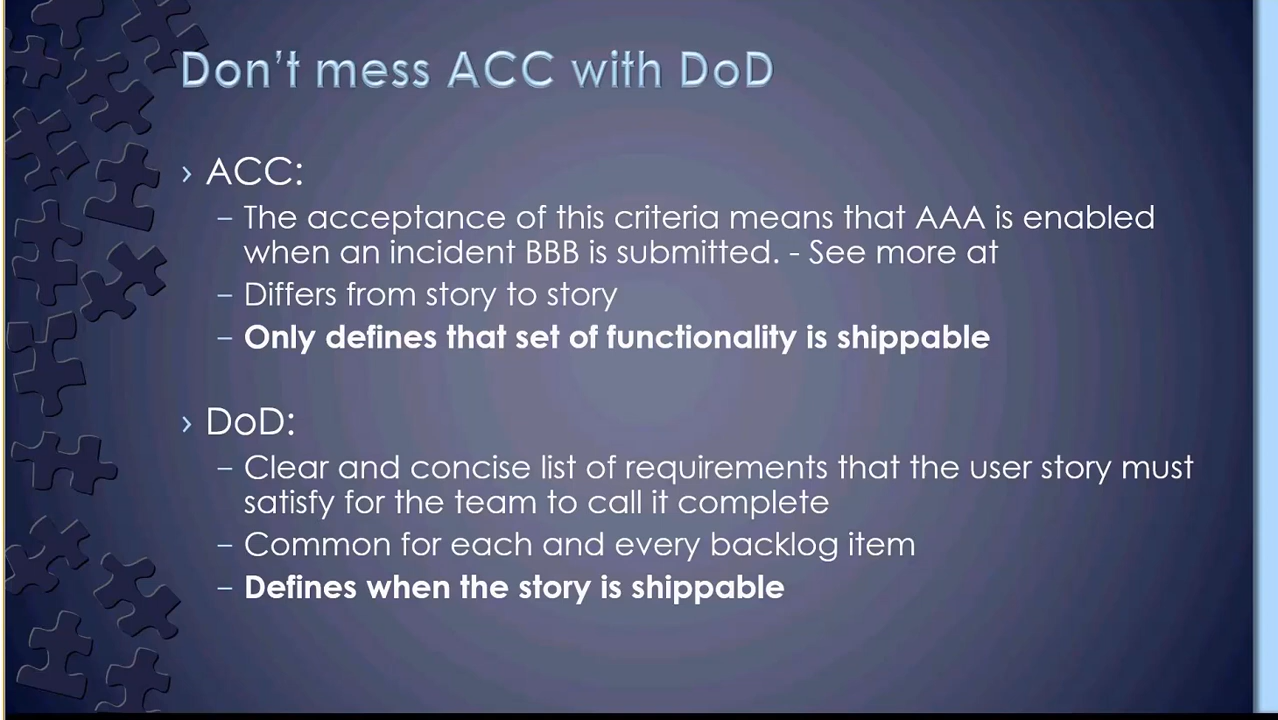 Don't mess ACC with DoD
› ACC:
– The acceptance of this criteria means that AAA is enabled
when an incident BBB is submitted. - See more at
– Differs from story to story
– Only defines that set of functionality is shippable
› DoD:
– Clear and concise list of requirements that the user story must
satisfy for the team to call it complete
– Common for each and every backlog item
– Defines when the story is shippable